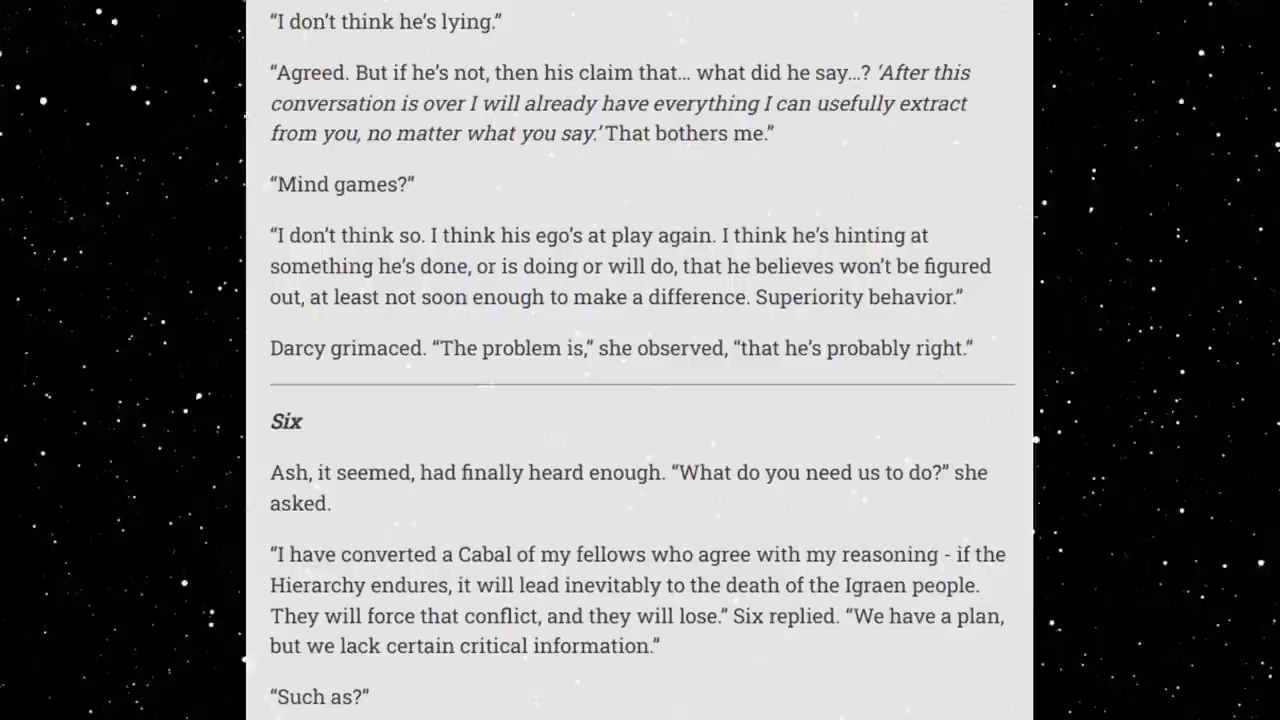 “I don’t think he’s lying.”
“Agreed. But if he’s not, then his claim that… what did he say…? ‘After this
conversation is over I will already have everything I can usefully extract
from you, no matter what you say.’ That bothers me.”
“Mind games?”
“I don’t think so. I think his ego’s at play again. I think he’s hinting at
something he’s done, or is doing or will do, that he believes won’t be figured
out, at least not soon enough to make a difference. Superiority behavior.”
Darcy grimaced. “The problem is,” she observed, “that he’s probably right.”
Six
Ash, it seemed, had finally heard enough. “What do you need us to do?” she
asked.
“I have converted a Cabal of my fellows who agree with my reasoning - if the
Hierarchy endures, it will lead inevitably to the death of the Igraen people.
They will force that conflict, and they will lose.” Six replied. “We have a plan,
but we lack certain critical information.”
“Such as?”